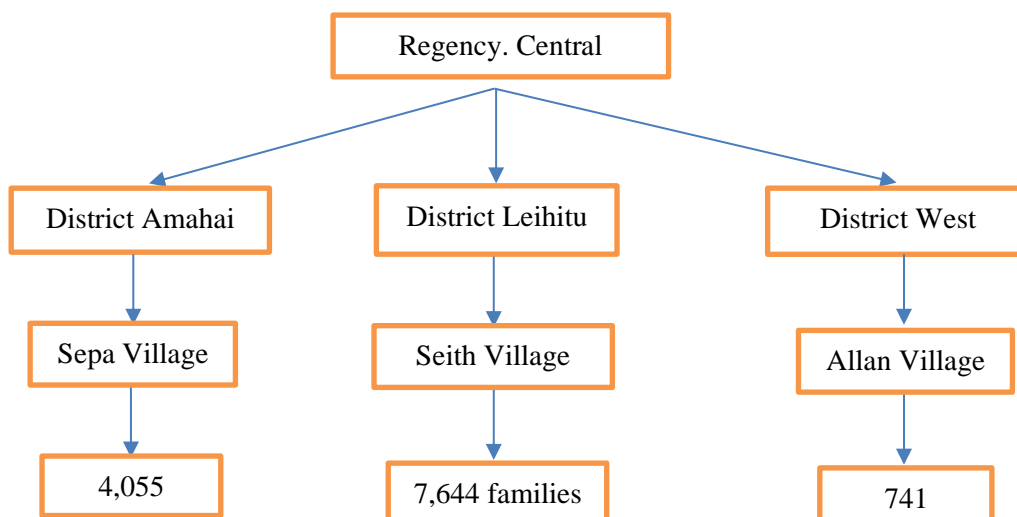 Regency. Central
District Amahai
District Leihitu
District West
Sepa Village
Seith Village
Allan Village
4,055
7,644 families
741